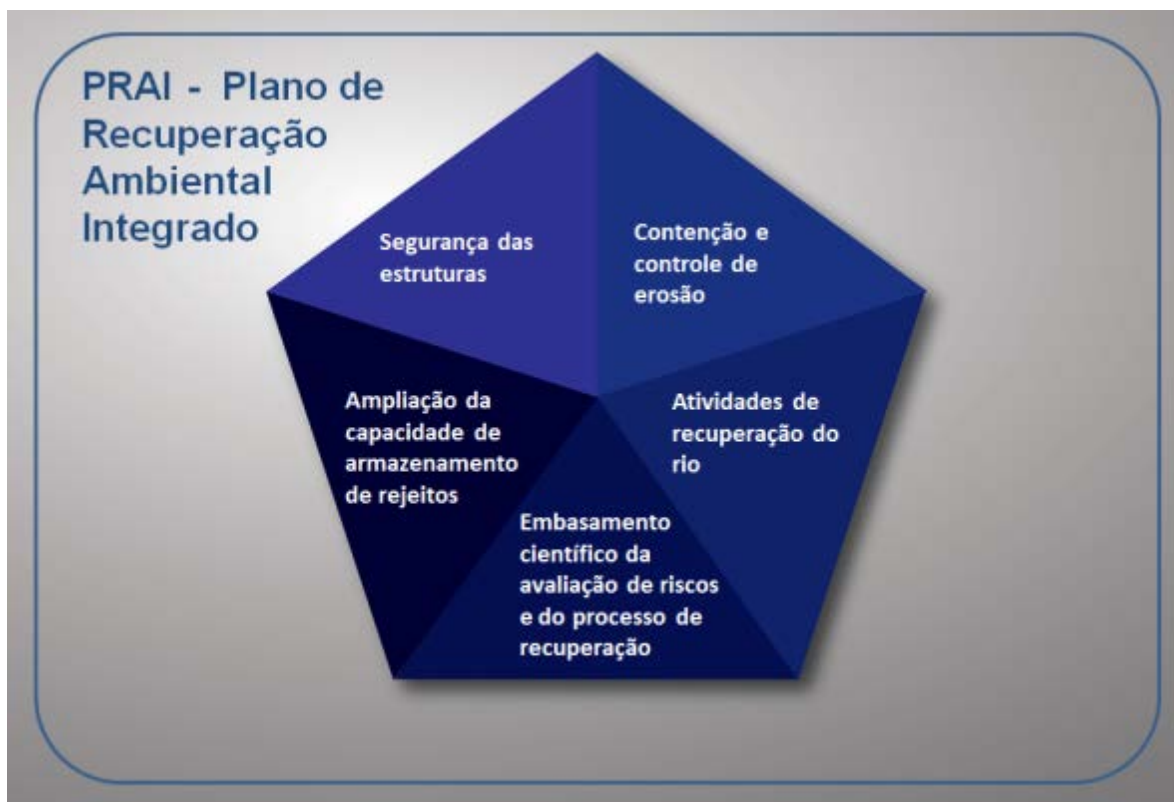 PRAI - Plano de
Recuperação
Ambiental
Integrado
Segurança das
estruturas
Contenção e
controle de
erosão
Ampliação da
capacidade de
armazenamento
de rejeitos
Atividades de
recuperação do
rio
Embasamento
científico da
avaliação de riscos
e do processo de
recuperação